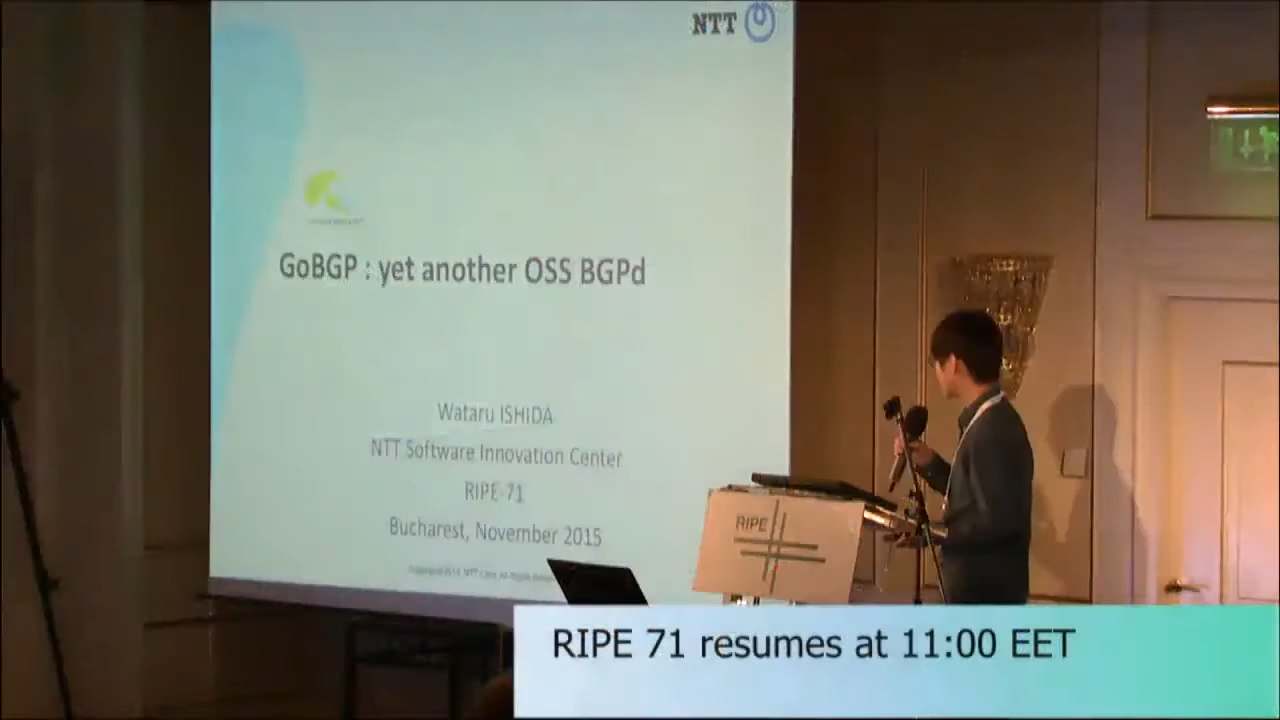 NTT
GoBGP : yet another OSS BGPd
Wataru ISHIDA
NTT Software Innovation Center
RIPE-71
Bucharest, November 2015
RIPE
RIPE 71 resumes at 11:00 EET